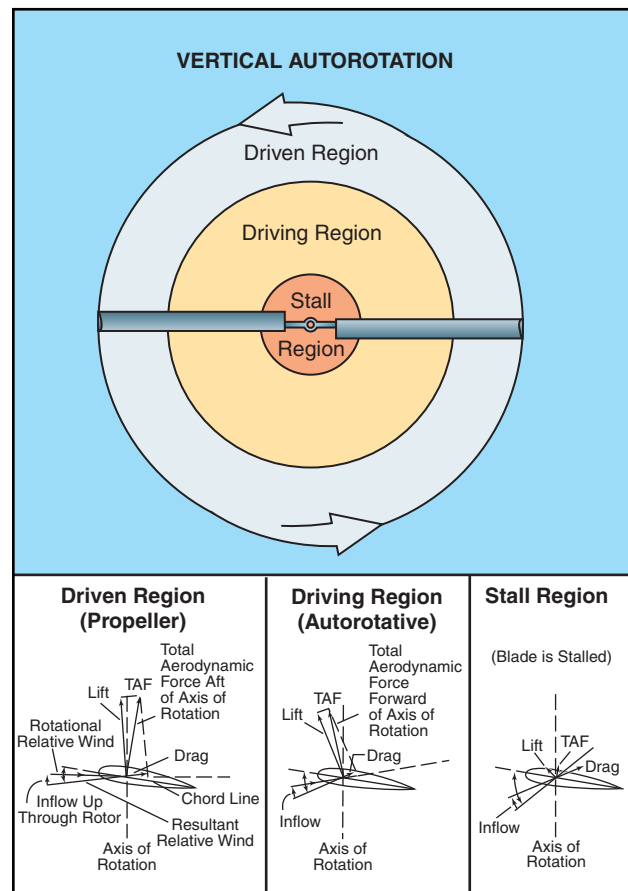 VERTICAL AUTOROTATION
Driven Region
Driving Region
Stall
Region
Driven Region
(Propeller)
Total
Aerodynamic
Force Aft
of Axis of
Rotation
TAF
Lift
Rotational
Relative Wind
Drag
Chord Line
Inflow Up
Through Rotor
Resultant
Relative Wind
Axis of
Rotation
Driving Region
(Autorotative)
Total
Aerodynamic
Force
Forward
of Axis of
Rotation
TAF
Lift
Drag
Inflow
Axis of
Rotation
Stall Region
(Blade is Stalled)
Lift
TAF
Drag
Inflow
Axis of
Rotation